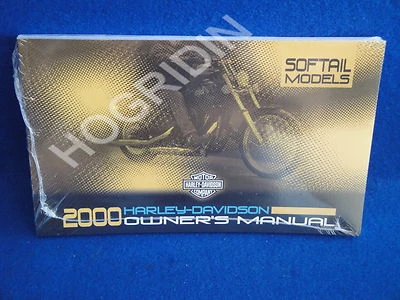 SOFTAIL
MODELS
HOGRIDIN
MOTOR
HARLEY-DAVIDSON
COMPANY
2000 HARLEY-DAVIDSON
OWNER'S MANUAL